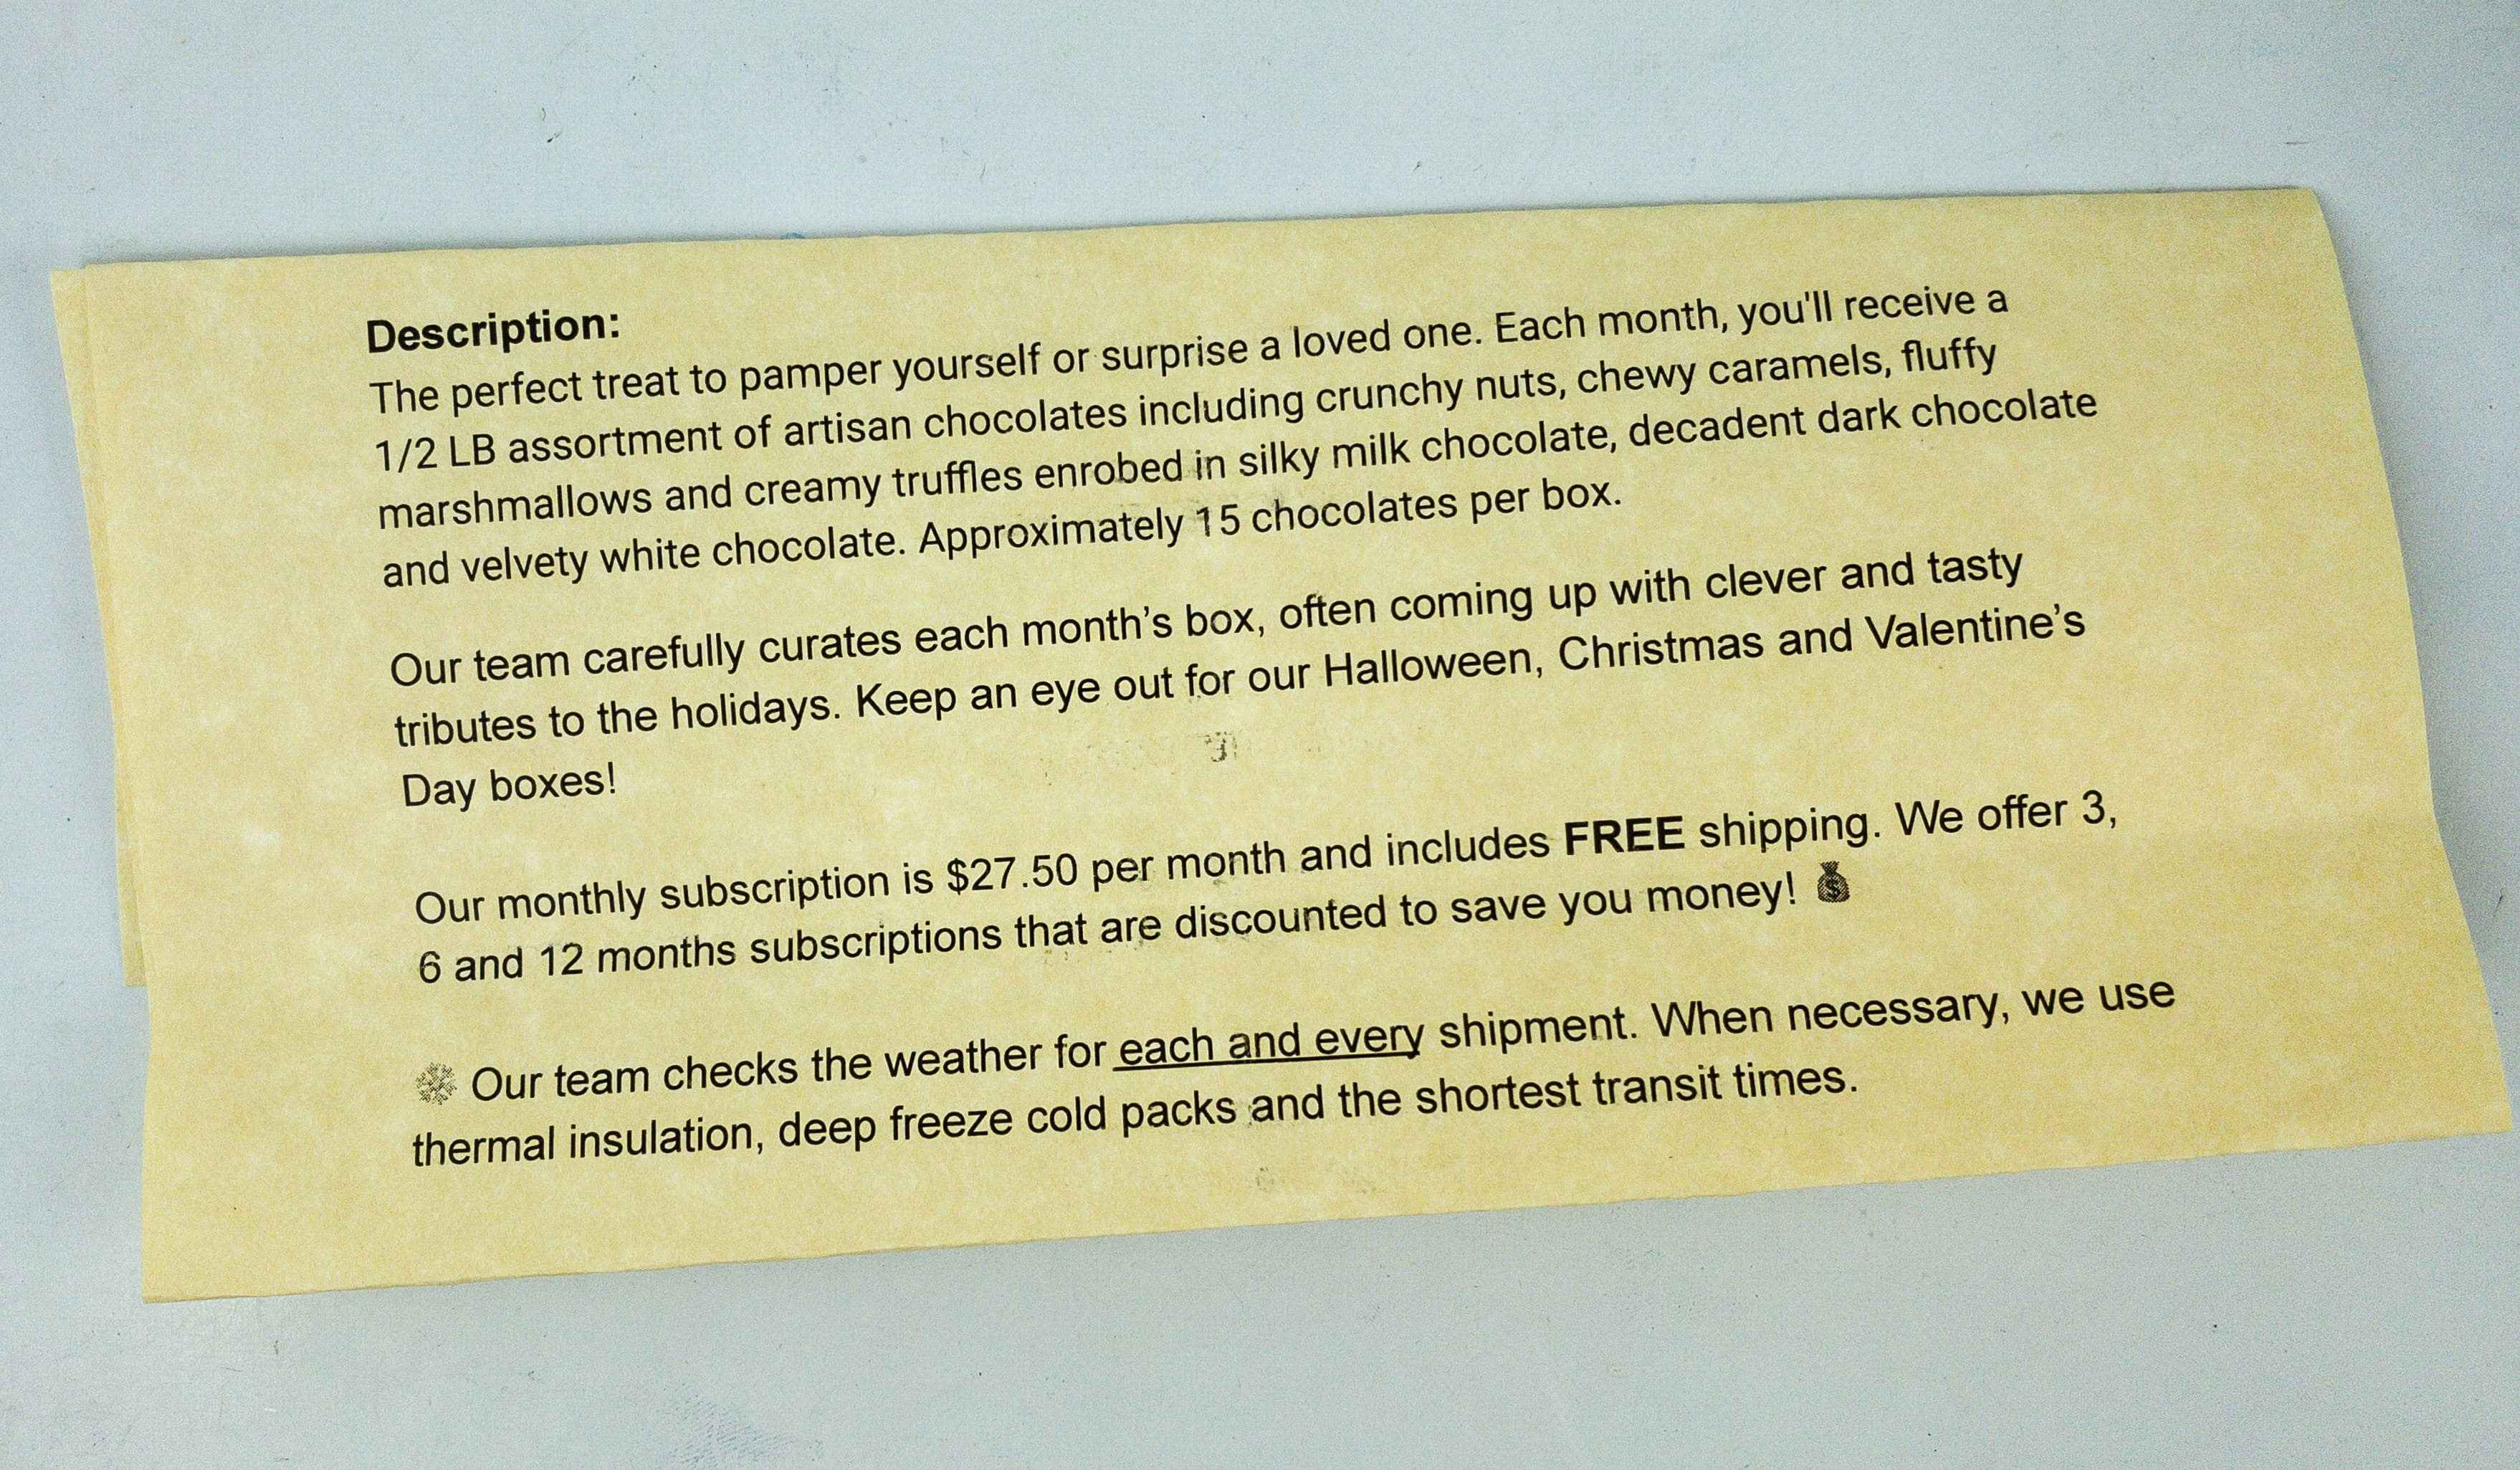 Description:
The perfect treat to pamper yourself or surprise a loved one. Each month, you'll receive a
1/2 LB assortment of artisan chocolates including crunchy nuts, chewy caramels, fluffy
marshmallows and creamy truffles enrobed in silky milk chocolate, decadent dark chocolate
and velvety white chocolate. Approximately 15 chocolates per box.
Our team carefully curates each month’s box, often coming up with clever and tasty
tributes to the holidays. Keep an eye out for our Halloween, Christmas and Valentine’s
Day boxes!
Our monthly subscription is $27.50 per month and includes FREE shipping. We offer 3,
6 and 12 months subscriptions that are discounted to save you money! 💰
❄ Our team checks the weather for each and every shipment. When necessary, we use
thermal insulation, deep freeze cold packs and the shortest transit times.